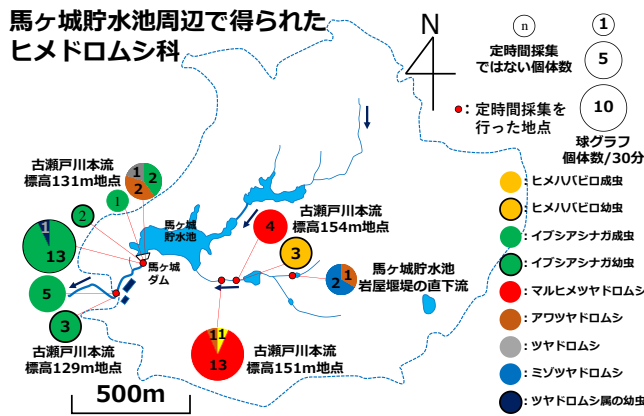 馬ヶ城貯水池周辺で得られた
ヒメドロムシ科
N
n
1
定時間採集
ではない個体数
5
10
:定時間採集を
行った地点
球グラフ
個体数/30分
古瀬戸川本流
標高131m地点
1
2
2
1
2
1
13
馬ヶ城
貯水池
馬ヶ城
ダム
5
3
古瀬戸川本流
標高129m地点
古瀬戸川本流
標高154m地点
4
3
1
2
馬ヶ城貯水池
岩屋堰堤の直下流
1
1
13
古瀬戸川本流
標高151m地点
500m
:ヒメハバビロ成虫
:ヒメハバビロ幼虫
:イブシアシナガ成虫
:イブシアシナガ幼虫
:マルヒメツヤドロムシ
:アワツヤドロムシ
:ツヤドロムシ
:ミゾツヤドロムシ
:ツヤドロムシ属の幼虫